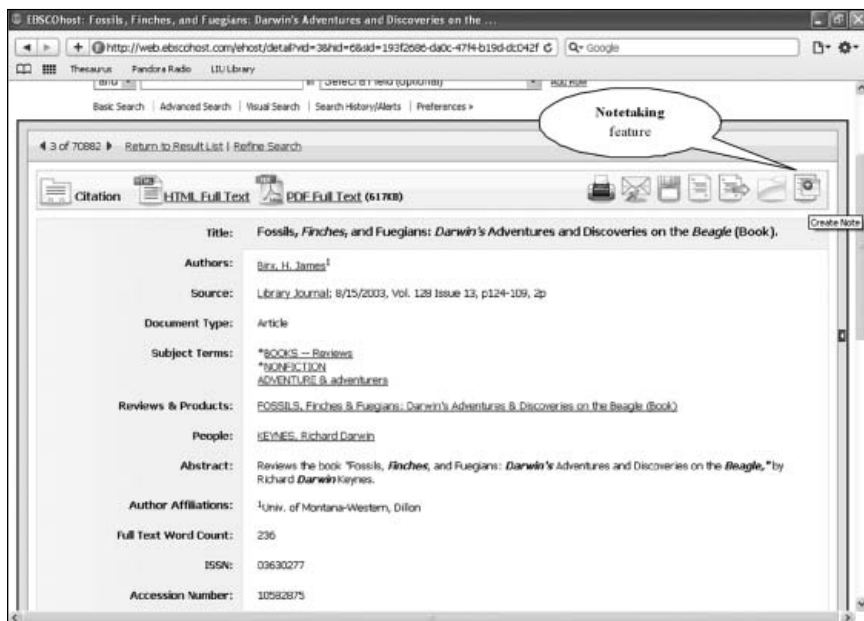 EBSCOhost: Fossils, Finches, and Fuegians: Darwin's Adventures and Discoveries on the ...
http://web.ebscohost.com/ehost/detail?vid=3&hid=6&sid=193f2686-da0c-47f4-b19d-dc042f
Google
Thesaurus Pandora Radio LIU Library
and in Select a Field (optional) Add Row
Basic Search | Advanced Search | Visual Search | Search History/Alerts | Preferences »
Notetaking
feature
3 of 70882 Return to Result List | Refine Search
Citation HTML Full Text PDF Full Text (617KB)
Create Note
Title: Fossils, Finches, and Fuegians: Darwin's Adventures and Discoveries on the Beagle (Book).
Authors: Birx, H. James1
Source: Library Journal; 8/15/2003, Vol. 128 Issue 13, p124-109, 2p
Document Type: Article
Subject Terms: *BOOKS -- Reviews
*NONFICTION
ADVENTURE & adventurers
Reviews & Products: FOSSILS, Finches & Fuegians: Darwin's Adventures & Discoveries on the Beagle (Book)
People: KEYNES, Richard Darwin
Abstract: Reviews the book "Fossils, Finches, and Fuegians: Darwin's Adventures and Discoveries on the Beagle," by
Richard Darwin Keynes.
Author Affiliations: 1Univ. of Montana-Western, Dillon
Full Text Word Count: 236
ISSN: 03630277
Accession Number: 10582875